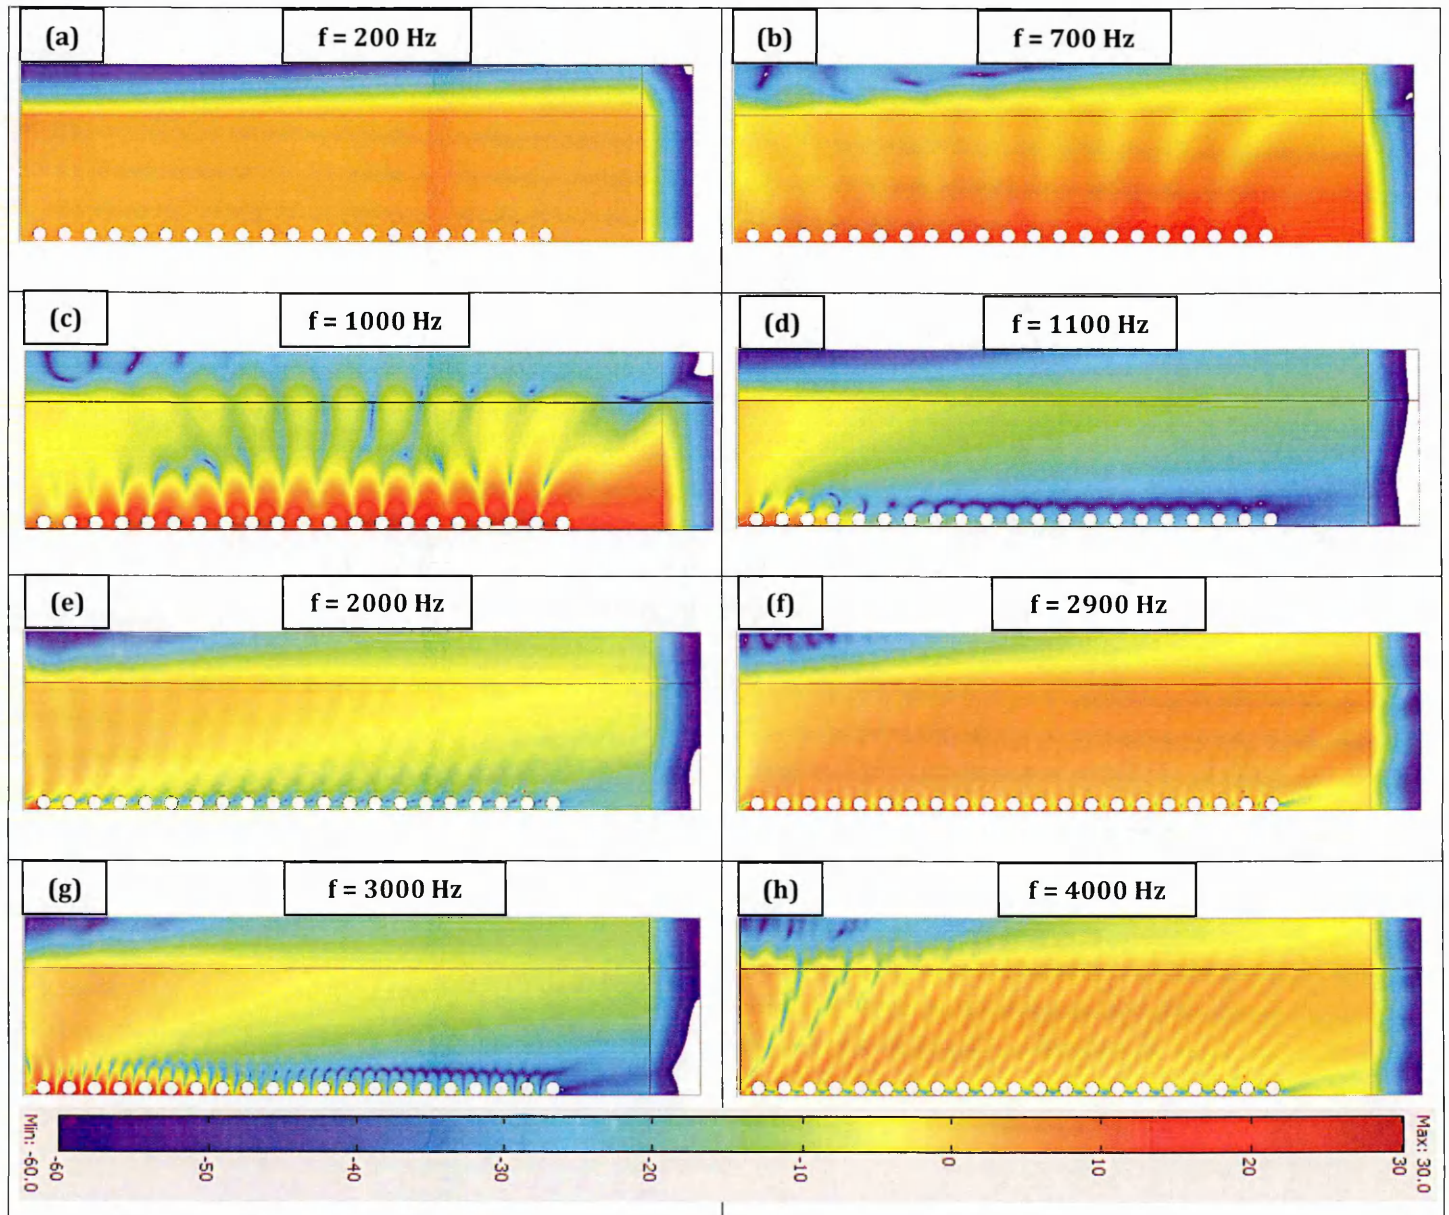 (a) f = 200 Hz
(b) f = 700 Hz
(c) f = 1000 Hz
(d) f = 1100 Hz
(e) f = 2000 Hz
(f) f = 2900 Hz
(g) f = 3000 Hz
(h) f = 4000 Hz
Min: -60.0
-60
-50
-40
-30
-20
-10
0
10
20
30
Max: 30.0